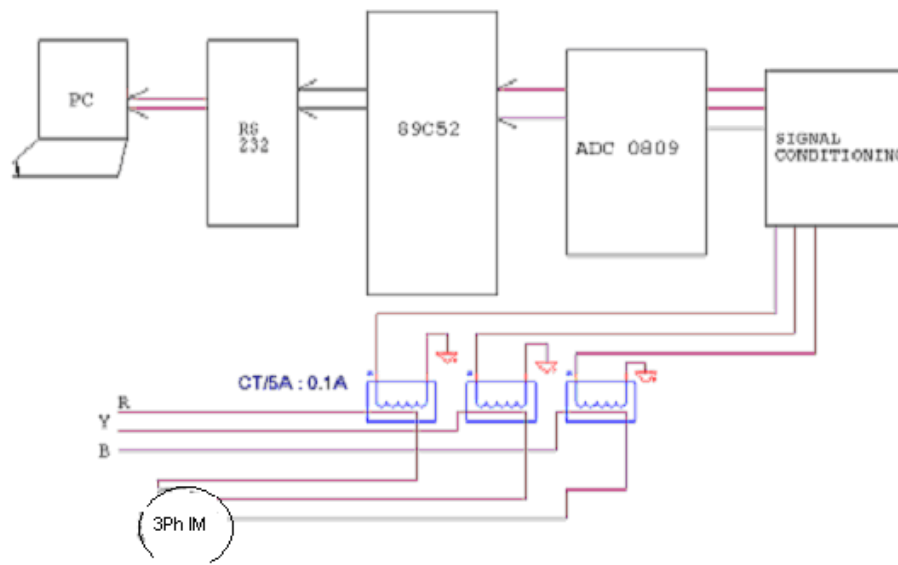 PC
RS
232
89C52
ADC 0809
SIGNAL
CONDITIONING
CT/5A : 0.1A
R
Y
B
3Ph IM